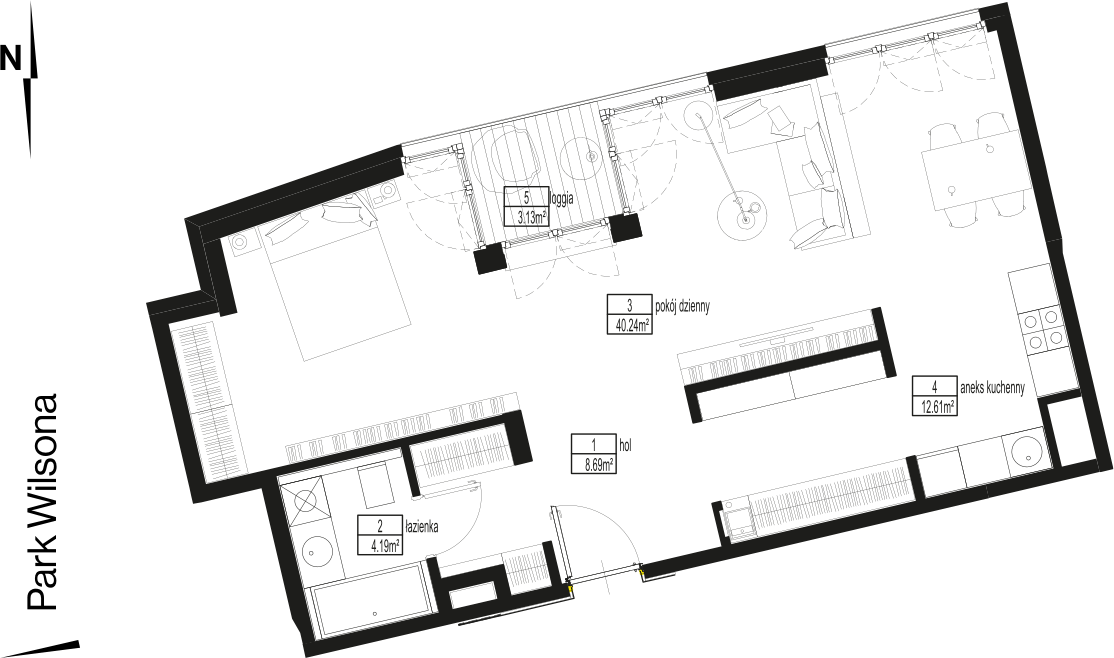 N
5 loggia
3.13m²
3 pokój dzienny
40.24m²
4 aneks kuchenny
12.61m²
1 hol
8.69m²
2 łazienka
4.19m²
Park Wilsona